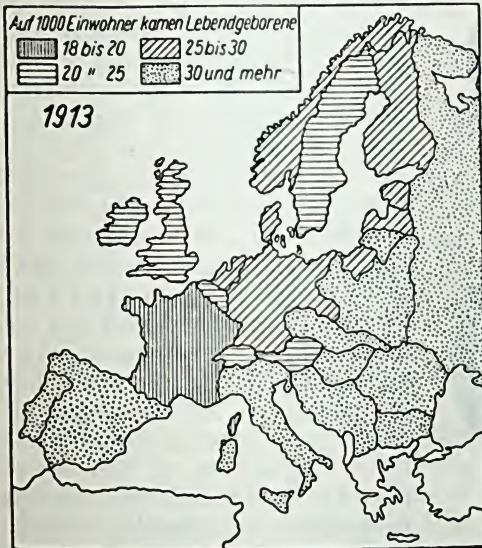 Auf 1000 Einwohner kamen Lebendgeborene
18 bis 20
25 bis 30
20 " 25
30 und mehr
1913